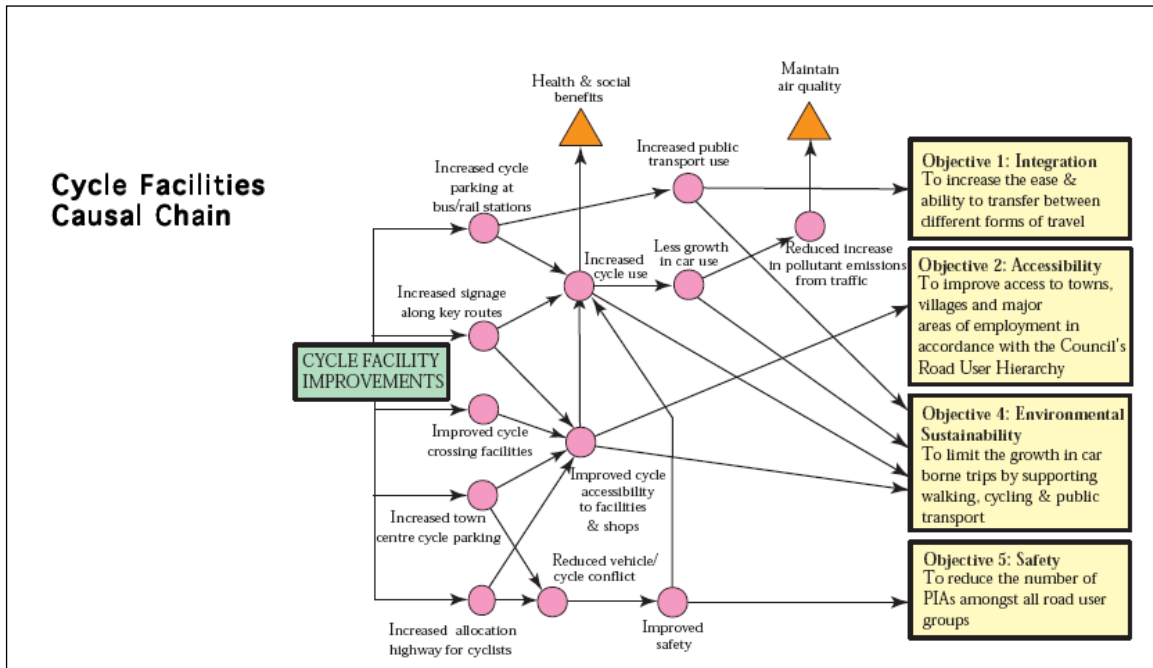 Cycle Facilities
Causal Chain
Health & social
benefits
Maintain
air quality
Increased cycle
parking at
bus/rail stations
Increased public
transport use
Increased
cycle use
Less growth
in car use
Reduced increase
in pollutant emissions
from traffic
Increased signage
along key routes
CYCLE FACILITY
IMPROVEMENTS
Improved cycle
crossing facilities
Improved cycle
accessibility
to facilities
& shops
Increased town
centre cycle parking
Reduced vehicle/
cycle conflict
Increased allocation
highway for cyclists
Improved
safety
Objective 1: Integration
To increase the ease &
ability to transfer between
different forms of travel
Objective 2: Accessibility
To improve access to towns,
villages and major
areas of employment in
accordance with the Council's
Road User Hierarchy
Objective 4: Environmental
Sustainability
To limit the growth in car
borne trips by supporting
walking, cycling & public
transport
Objective 5: Safety
To reduce the number of
PIAs amongst all road user
groups